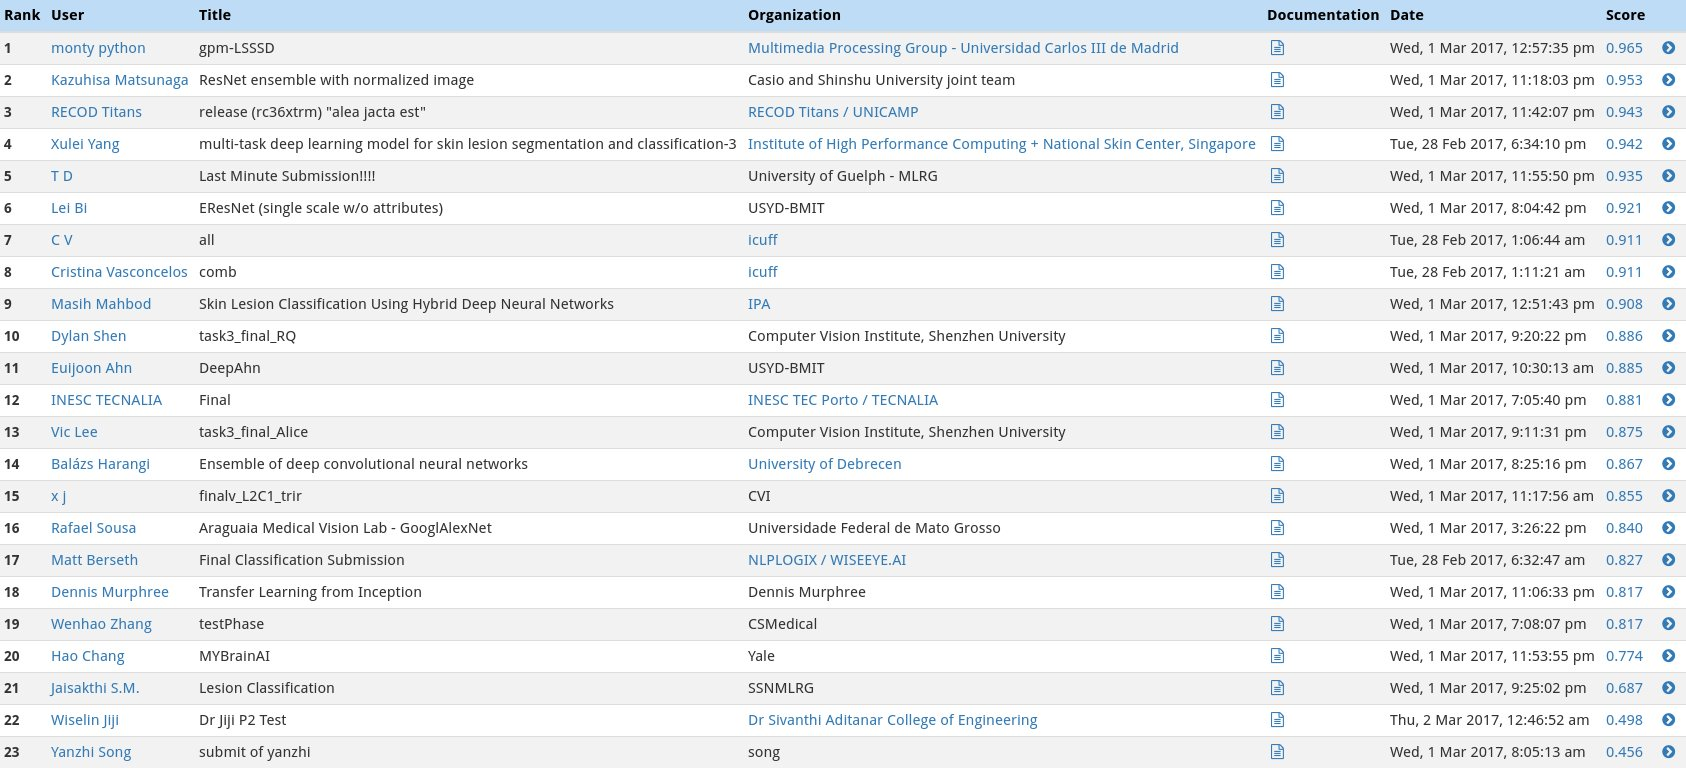 Rank User Title Organization Documentation Date Score
1 monty python gpm-LSSSD Multimedia Processing Group - Universidad Carlos III de Madrid Wed, 1 Mar 2017, 12:57:35 pm 0.965
2 Kazuhisa Matsunaga ResNet ensemble with normalized image Casio and Shinshu University joint team Wed, 1 Mar 2017, 11:18:03 pm 0.953
3 RECOD Titans release (rc36xtrm) "alea jacta est" RECOD Titans / UNICAMP Wed, 1 Mar 2017, 11:42:07 pm 0.943
4 Xulei Yang multi-task deep learning model for skin lesion segmentation and classification-3 Institute of High Performance Computing + National Skin Center, Singapore Tue, 28 Feb 2017, 6:34:10 pm 0.942
5 T D Last Minute Submission!!!! University of Guelph - MLRG Wed, 1 Mar 2017, 11:55:50 pm 0.935
6 Lei Bi EResNet (single scale w/o attributes) USYD-BMIT Wed, 1 Mar 2017, 8:04:42 pm 0.921
7 C V all icuff Tue, 28 Feb 2017, 1:06:44 am 0.911
8 Cristina Vasconcelos comb icuff Tue, 28 Feb 2017, 1:11:21 am 0.911
9 Masih Mahbod Skin Lesion Classification Using Hybrid Deep Neural Networks IPA Wed, 1 Mar 2017, 12:51:43 pm 0.908
10 Dylan Shen task3_final_RQ Computer Vision Institute, Shenzhen University Wed, 1 Mar 2017, 9:20:22 pm 0.886
11 Euijoon Ahn DeepAhn USYD-BMIT Wed, 1 Mar 2017, 10:30:13 am 0.885
12 INESC TECNALIA Final INESC TEC Porto / TECNALIA Wed, 1 Mar 2017, 7:05:40 pm 0.881
13 Vic Lee task3_final_Alice Computer Vision Institute, Shenzhen University Wed, 1 Mar 2017, 9:11:31 pm 0.875
14 Balázs Harangi Ensemble of deep convolutional neural networks University of Debrecen Wed, 1 Mar 2017, 8:25:16 pm 0.867
15 x j finalv_L2C1_trir CVI Wed, 1 Mar 2017, 11:17:56 am 0.855
16 Rafael Sousa Araguaia Medical Vision Lab - GooglAlexNet Universidade Federal de Mato Grosso Wed, 1 Mar 2017, 3:26:22 pm 0.840
17 Matt Berseth Final Classification Submission NLPLOGIX / WISEEYE.AI Tue, 28 Feb 2017, 6:32:47 am 0.827
18 Dennis Murphree Transfer Learning from Inception Dennis Murphree Wed, 1 Mar 2017, 11:06:33 pm 0.817
19 Wenhao Zhang testPhase CSMedical Wed, 1 Mar 2017, 7:08:07 pm 0.817
20 Hao Chang MYBrainAI Yale Wed, 1 Mar 2017, 11:53:55 pm 0.774
21 Jaisakthi S.M. Lesion Classification SSNMLRG Wed, 1 Mar 2017, 9:25:02 pm 0.687
22 Wiselin Jiji Dr Jiji P2 Test Dr Sivanthi Aditanar College of Engineering Thu, 2 Mar 2017, 12:46:52 am 0.498
23 Yanzhi Song submit of yanzhi song Wed, 1 Mar 2017, 8:05:13 am 0.456